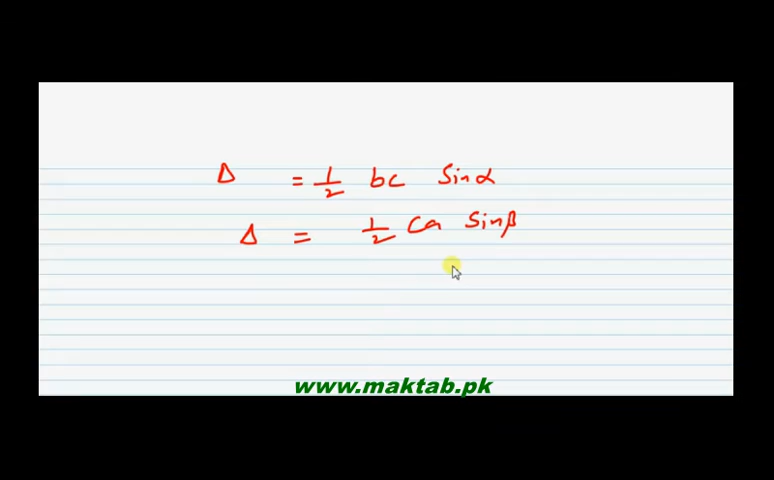 Δ = 1/2 bc Sinα
Δ = 1/2 ca Sinβ
www.maktab.pk